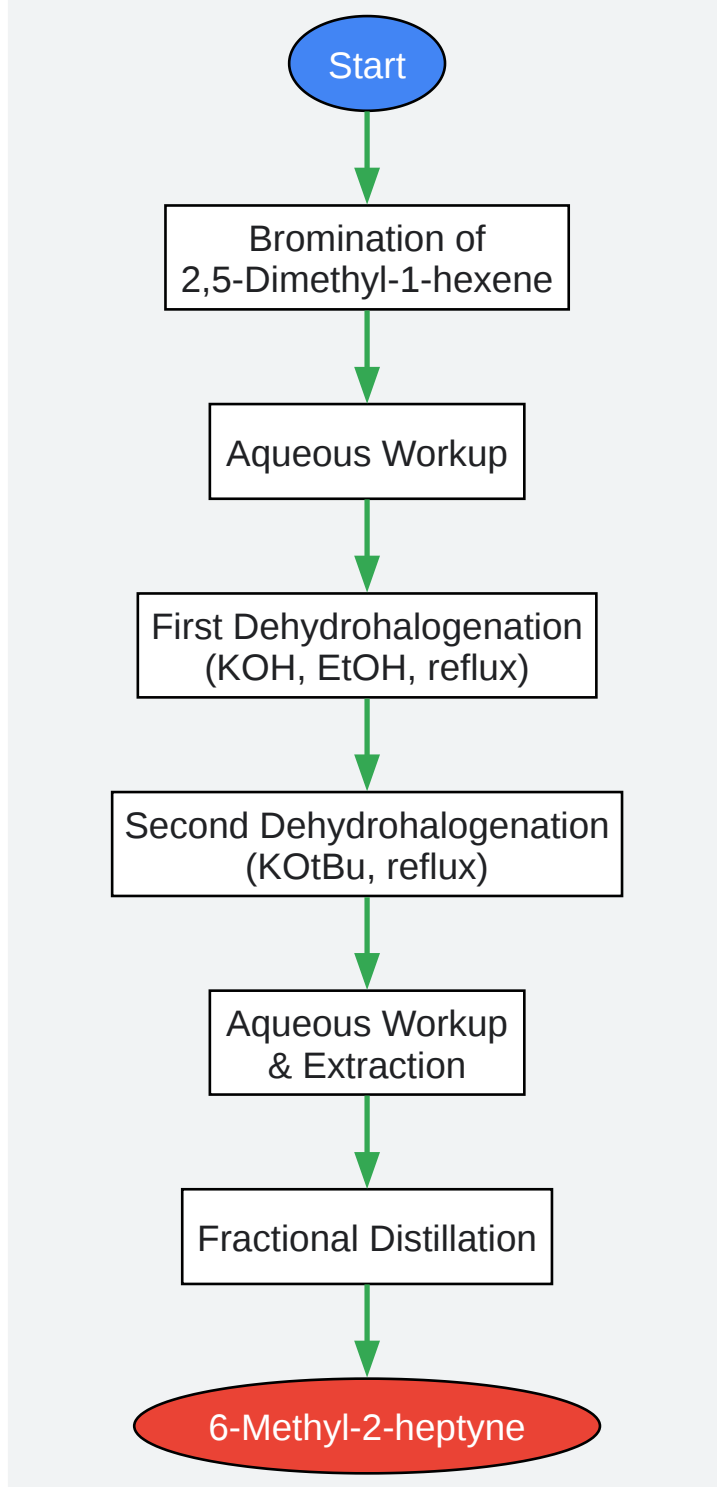 Start
Bromination of
2,5-Dimethyl-1-hexene
Aqueous Workup
First Dehydrohalogenation
(KOH, EtOH, reflux)
Second Dehydrohalogenation
(KOtBu, reflux)
Aqueous Workup
& Extraction
Fractional Distillation
6-Methyl-2-heptyne